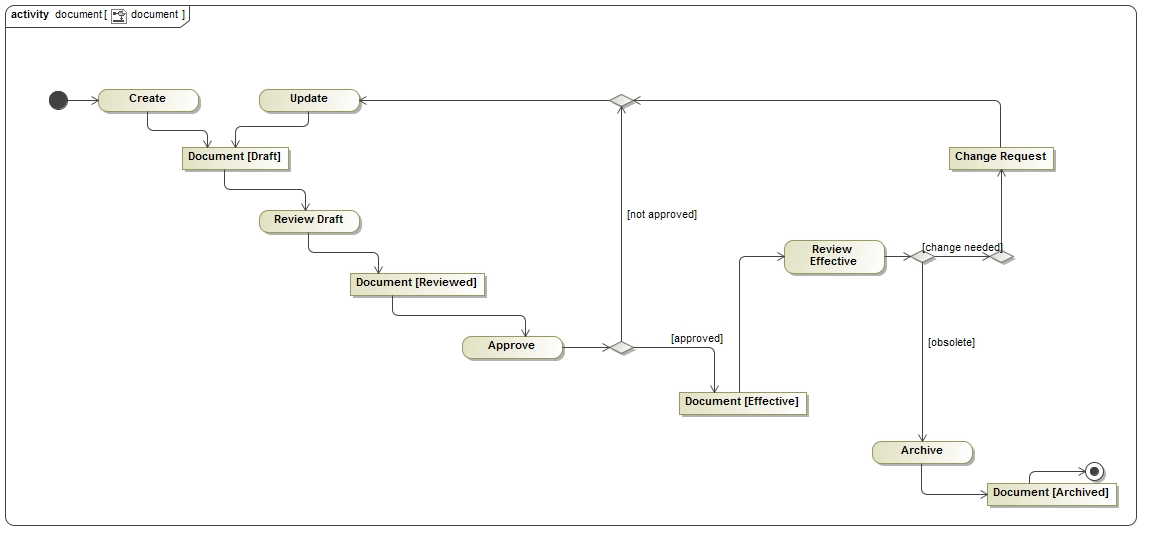 activity document [ document ]
Create
Update
Document [Draft]
Change Request
Review Draft
[not approved]
Review
Effective
[change needed]
Document [Reviewed]
Approve
[approved]
[obsolete]
Document [Effective]
Archive
Document [Archived]